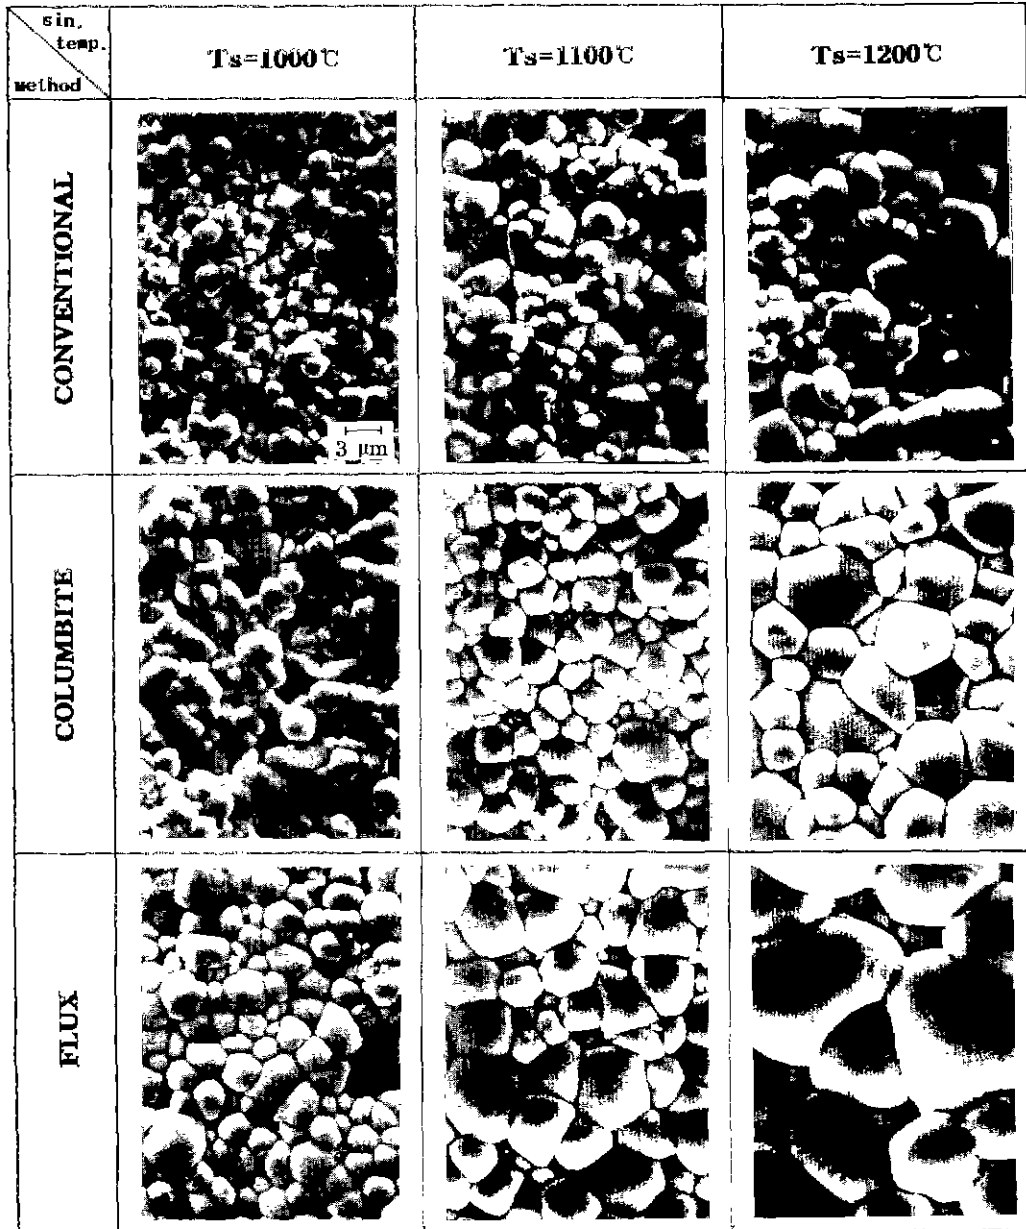 sin.
temp.
method
Ts=1000℃
Ts=1100℃
Ts=1200℃
CONVENTIONAL
3 μm
COLUMBITE
FLUX